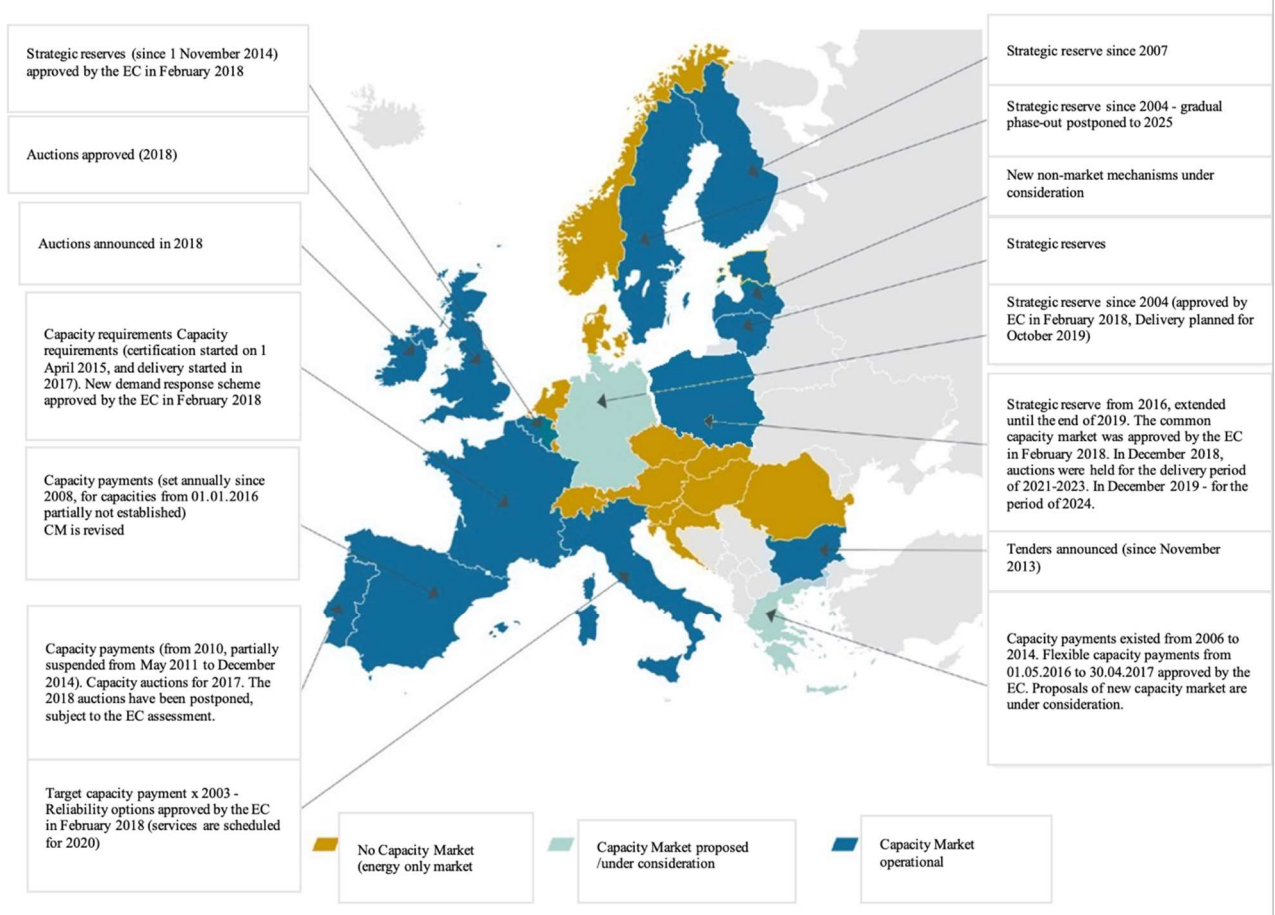 Strategic reserves (since 1 November 2014)
approved by the EC in February 2018
Auctions approved (2018)
Auctions announced in 2018
Capacity requirements Capacity
requirements (certification started on 1
April 2015, and delivery started in
2017). New demand response scheme
approved by the EC in February 2018
Capacity payments (set annually since
2008, for capacities from 01.01.2016
partially not established)
CM is revised
Capacity payments (from 2010, partially
suspended from May 2011 to December
2014). Capacity auctions for 2017. The
2018 auctions have been postponed,
subject to the EC assessment.
Target capacity payment x 2003 -
Reliability options approved by the EC
in February 2018 (services are scheduled
for 2020)
Strategic reserve since 2007
Strategic reserve since 2004 - gradual
phase-out postponed to 2025
New non-market mechanisms under
consideration
Strategic reserves
Strategic reserve since 2004 (approved by
EC in February 2018, Delivery planned for
October 2019)
Strategic reserve from 2016, extended
until the end of 2019. The common
capacity market was approved by the EC
in February 2018. In December 2018,
auctions were held for the delivery period
of 2021-2023. In December 2019 - for the
period of 2024.
Tenders announced (since November
2013)
Capacity payments existed from 2006 to
2014. Flexible capacity payments from
01.05.2016 to 30.04.2017 approved by the
EC. Proposals of new capacity market are
under consideration.
No Capacity Market
(energy only market
Capacity Market proposed
/under consideration
Capacity Market
operational